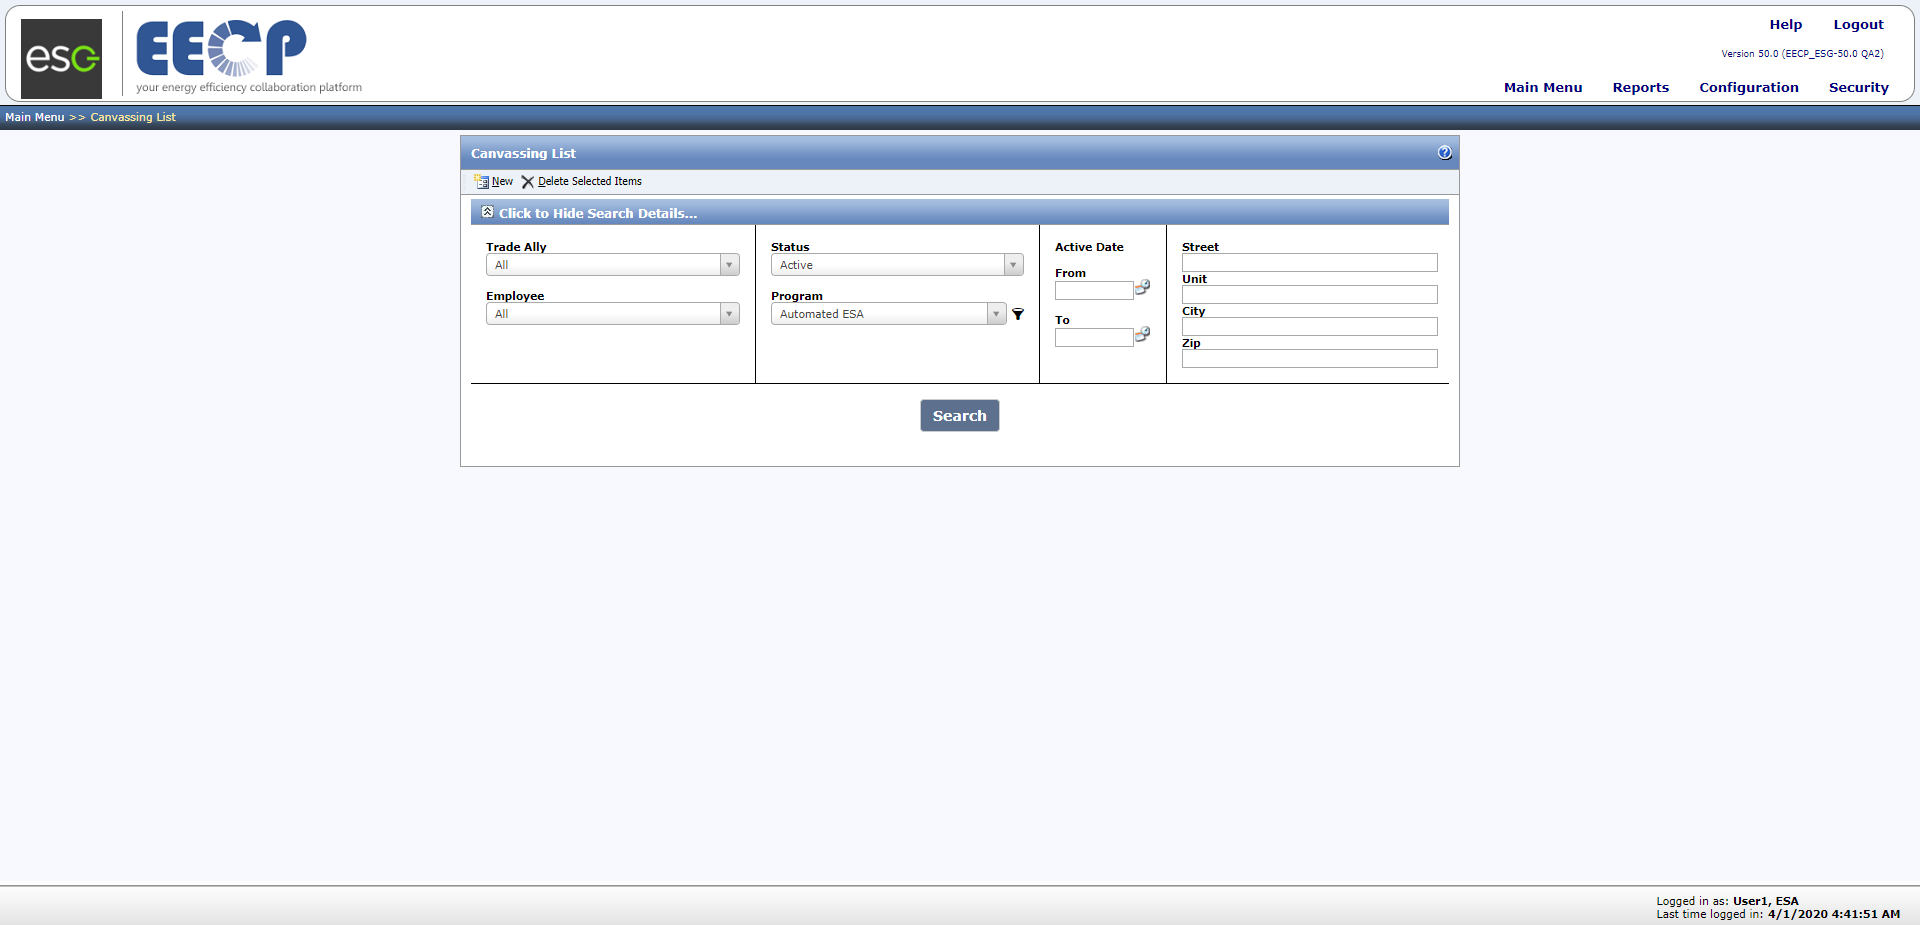 esg
EECP
your energy efficiency collaboration platform
Help Logout
Version 50.0 (EECP_ESG-50.0 QA2)
Main Menu Reports Configuration Security
Main Menu >> Canvassing List
Canvassing List
New Delete Selected Items
Click to Hide Search Details...
Trade Ally
All
Employee
All
Status
Active
Program
Automated ESA
Active Date
From
To
Street
Unit
City
Zip
Search
Logged in as: User1, ESA
Last time logged in: 4/1/2020 4:41:51 AM